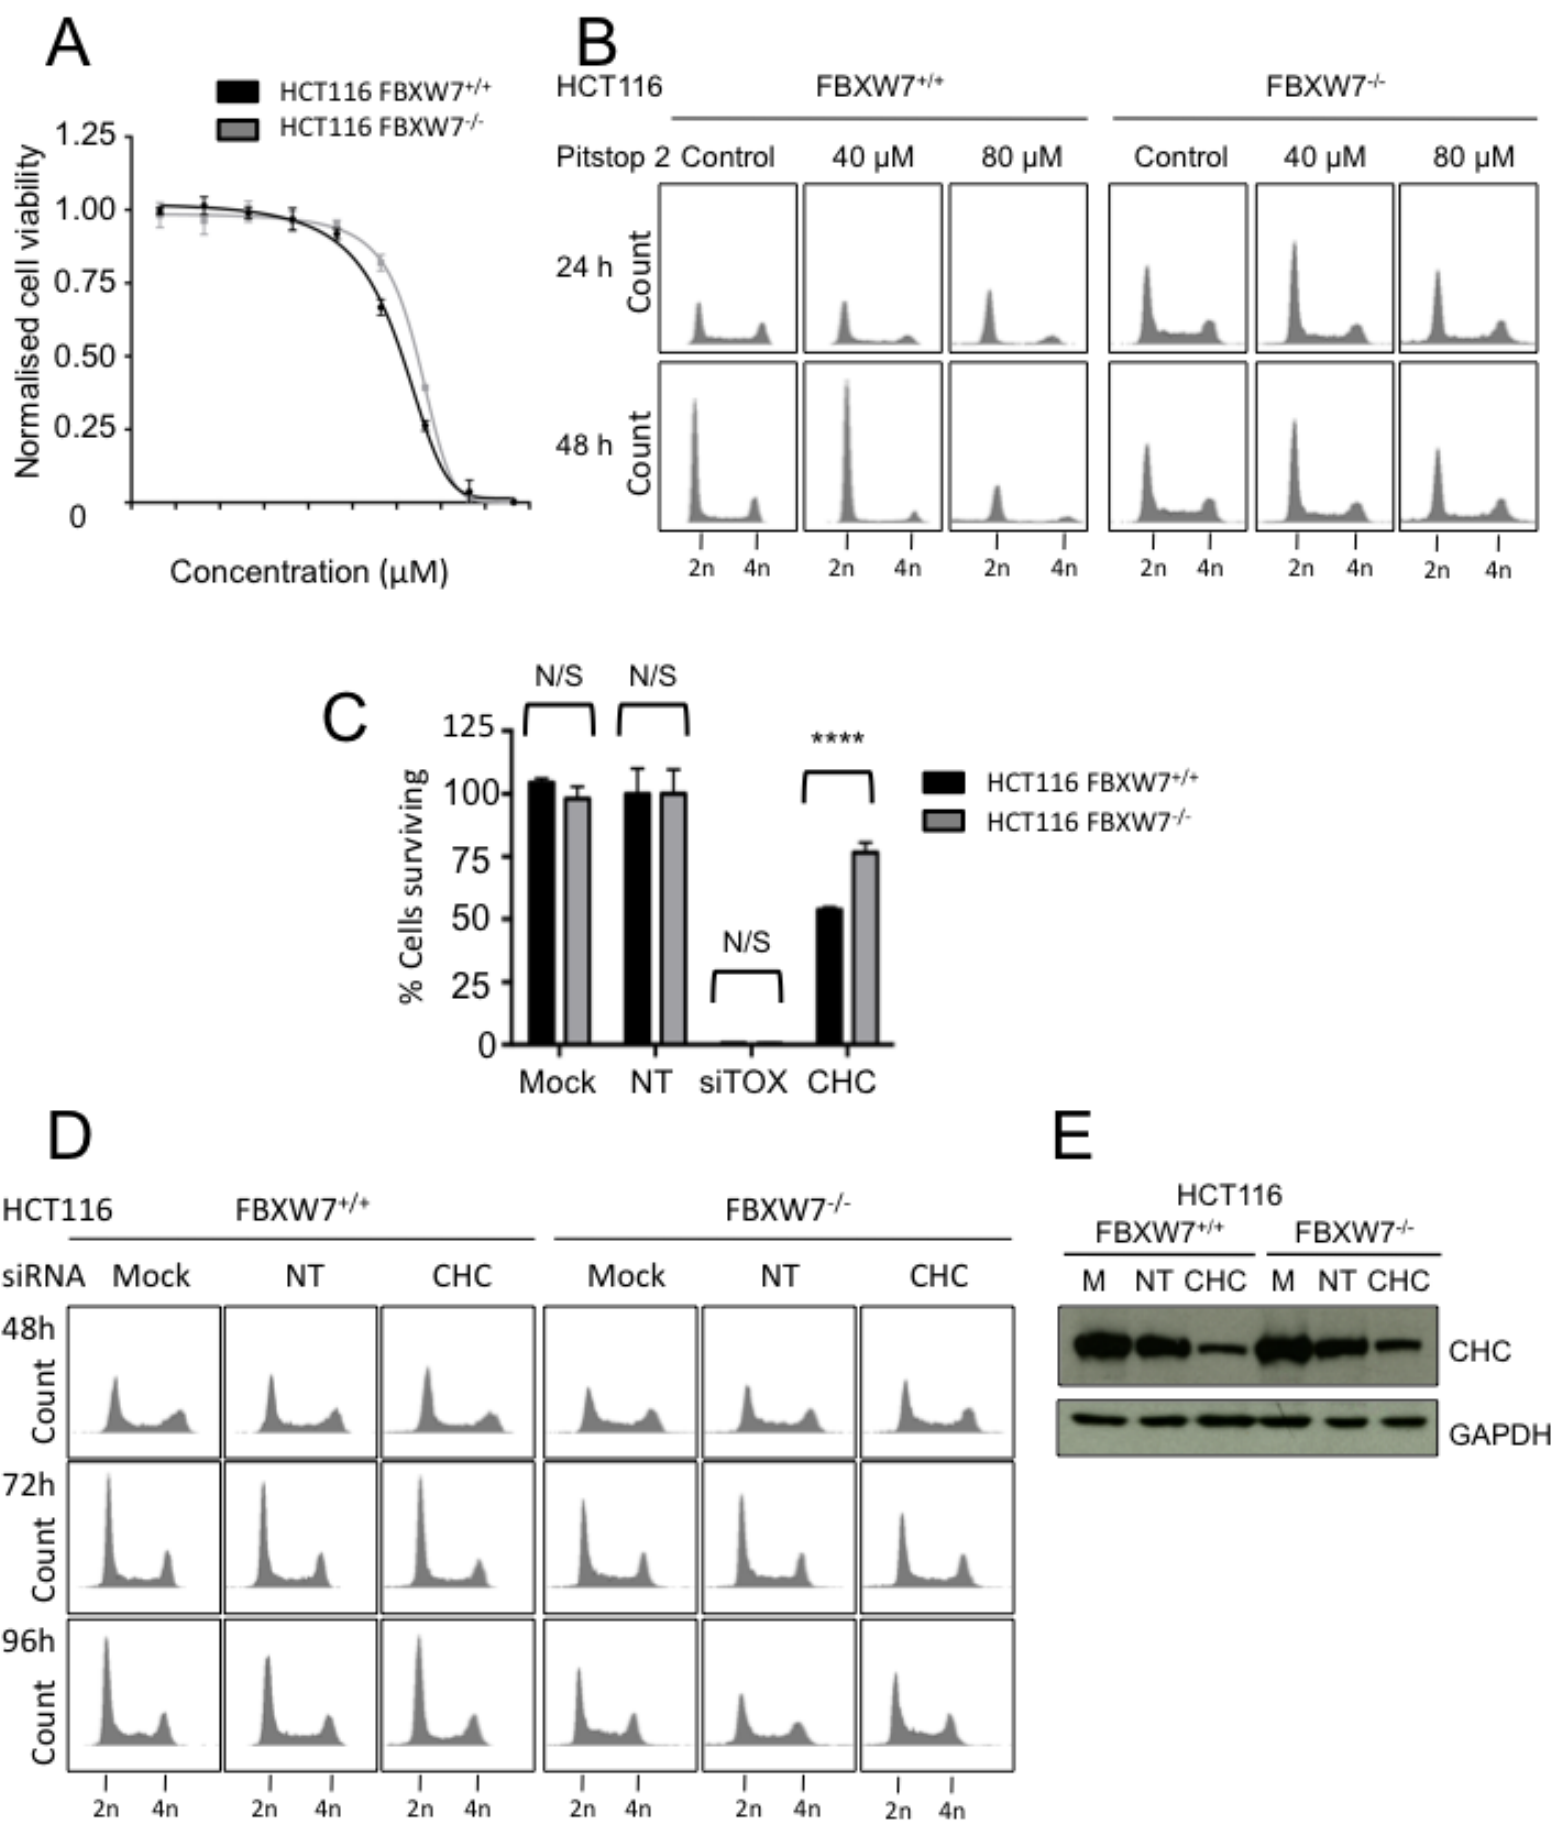 A
HCT116 FBXW7+/+
HCT116 FBXW7-/-
Normalised cell viability
1.25
1.00
0.75
0.50
0.25
0
Concentration (µM)
B
HCT116 FBXW7+/+ FBXW7-/-
Pitstop 2 Control 40 µM 80 µM Control 40 µM 80 µM
24 h Count
48 h Count
2n 4n 2n 4n 2n 4n 2n 4n 2n 4n 2n 4n
C
N/S N/S N/S ****
% Cells surviving
125
100
75
50
25
0
Mock NT siTOX CHC
HCT116 FBXW7+/+
HCT116 FBXW7-/-
D
HCT116 FBXW7+/+ FBXW7-/-
siRNA Mock NT CHC Mock NT CHC
48h Count
72h Count
96h Count
2n 4n 2n 4n 2n 4n 2n 4n 2n 4n 2n 4n
E
HCT116
FBXW7+/+ FBXW7-/-
M NT CHC M NT CHC
CHC
GAPDH